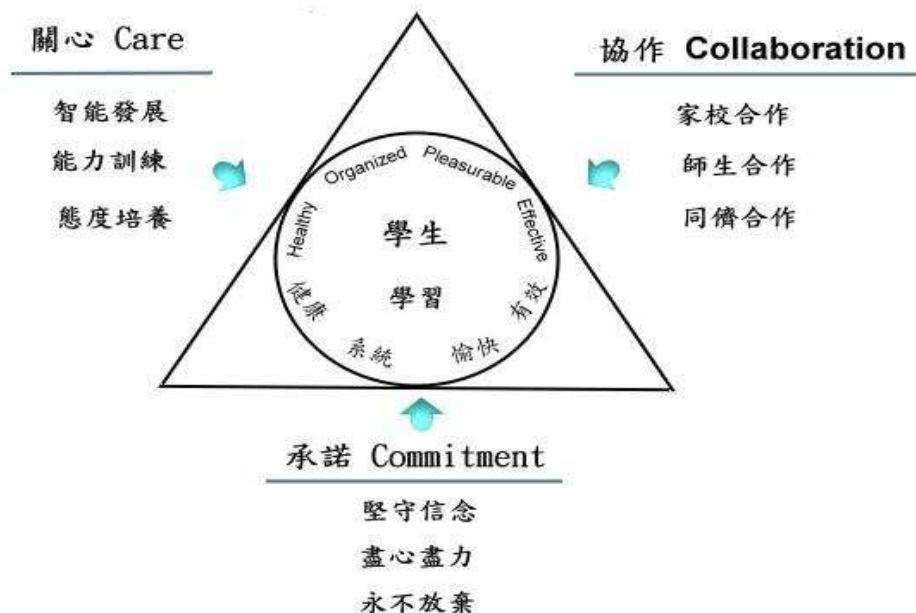 關心 Care
智能發展
能力訓練
態度培養
協作 Collaboration
家校合作
師生合作
同儕合作
Healthy
Organized
Pleasurable
Effective
學生
學習
健康
系統
愉快
有效
承諾 Commitment
堅守信念
盡心盡力
永不放棄